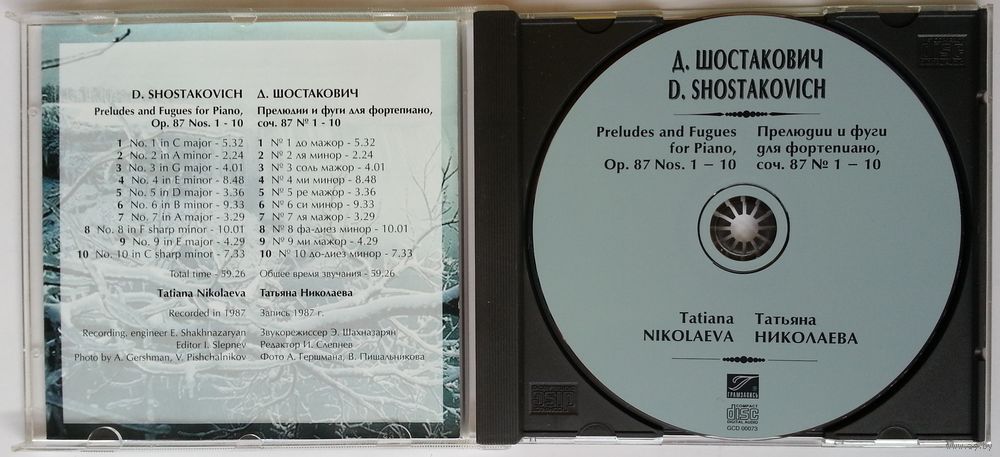 D. SHOSTAKOVICH
Preludes and Fugues for Piano,
Op. 87 Nos. 1 - 10
1 No. 1 in C major - 5.32
2 No. 2 in A minor - 2.24
3 No. 3 in G major - 4.01
4 No. 4 in E minor - 8.48
5 No. 5 in D major - 3.36
6 No. 6 in B minor - 9.33
7 No. 7 in A major - 3.29
8 No. 8 in F sharp minor - 10.01
9 No. 9 in E major - 4.29
10 No. 10 in C sharp minor - 7.33
Total time - 59.26
Tatiana Nikolaeva
Recorded in 1987
Recording, engineer E. Shakhnazaryan
Editor I. Slepnev
Photo by A. Gershman, V. Pishchalnikov
Д. ШОСТАКОВИЧ
Прелюдии и фуги для фортепиано,
соч. 87 № 1 - 10
1 № 1 до мажор - 5.32
2 № 2 ля минор - 2.24
3 № 3 соль мажор - 4.01
4 № 4 ми минор - 8.48
5 № 5 ре мажор - 3.36
6 № 6 си минор - 9.33
7 № 7 ля мажор - 3.29
8 № 8 фа-диез минор - 10.01
9 № 9 ми мажор - 4.29
10 № 10 до-диез минор - 7.33
Общее время звучания - 59.26
Татьяна Николаева
Запись 1987 г.
Звукорежиссер Э. Шахназарян
Редактор И. Слепнев
Фото А. Гершмана, В. Пишальникова
Д. ШОСТАКОВИЧ
D. SHOSTAKOVICH
Preludes and Fugues
for Piano,
Op. 87 Nos. 1 – 10
Прелюдии и фуги
для фортепиано,
соч. 87 № 1 – 10
Tatiana
NIKOLAEVA
Татьяна
НИКОЛАЕВА
ГРАМЗАПИСЬ
COMPACT
disc
DIGITAL AUDIO
GCD 00073